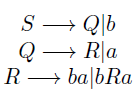 S ⟶ Q|b
Q ⟶ R|a
R ⟶ ba|bRa